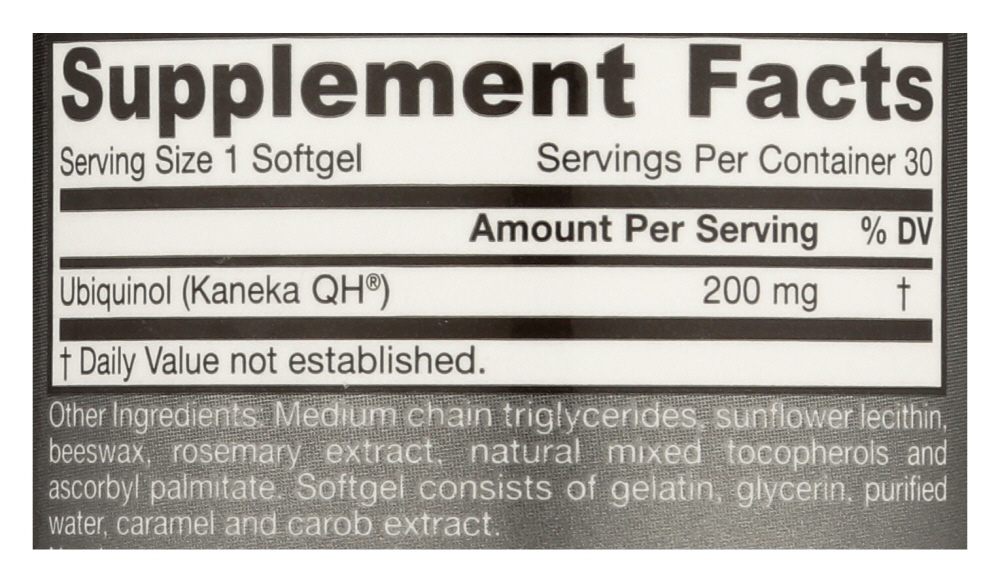 Supplement Facts
Serving Size 1 Softgel Servings Per Container 30
Amount Per Serving % DV
Ubiquinol (Kaneka QH®) 200 mg †
† Daily Value not established.
Other Ingredients: Medium chain triglycerides, sunflower lecithin,
beeswax, rosemary extract, natural mixed tocopherols and
ascorbyl palmitate. Softgel consists of gelatin, glycerin, purified
water, caramel and carob extract.